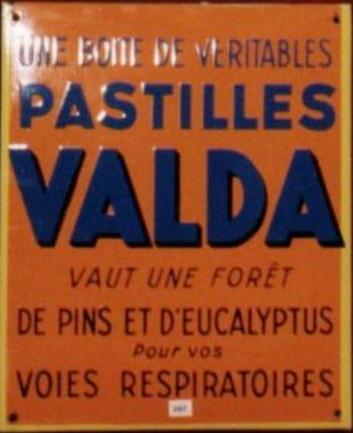 UNE BOITE DE VERITABLES
PASTILLES
VALDA
VAUT UNE FORÊT
DE PINS ET D'EUCALYPTUS
Pour vos
VOIES RESPIRATOIRES